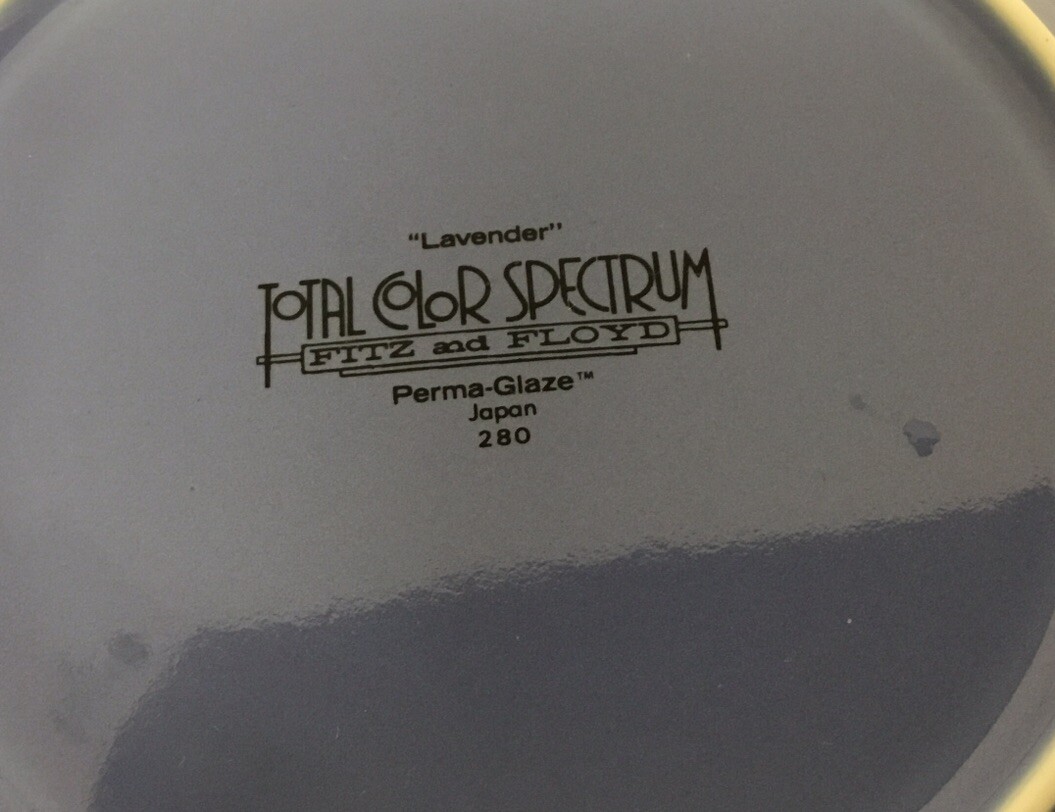 “Lavender”
TOTAL COLOR SPECTRUM
FITZ and FLOYD
Perma-Glaze™
Japan
280